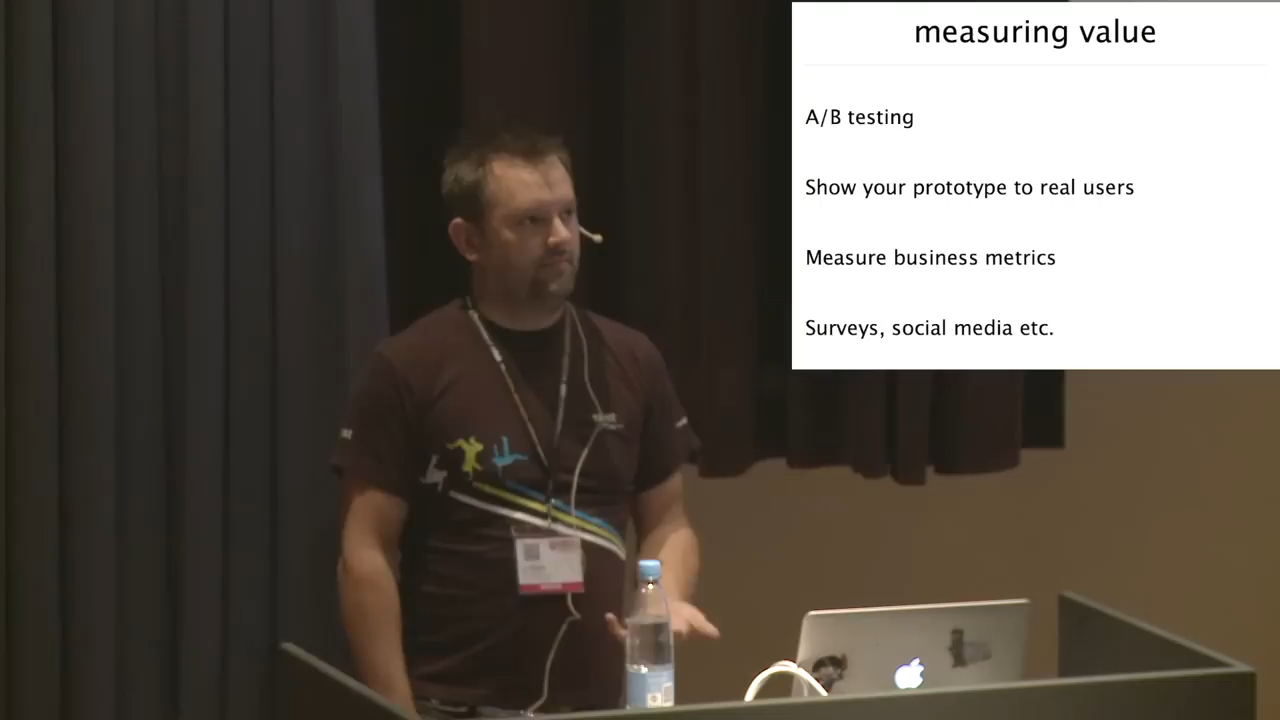 measuring value
A/B testing
Show your prototype to real users
Measure business metrics
Surveys, social media etc.